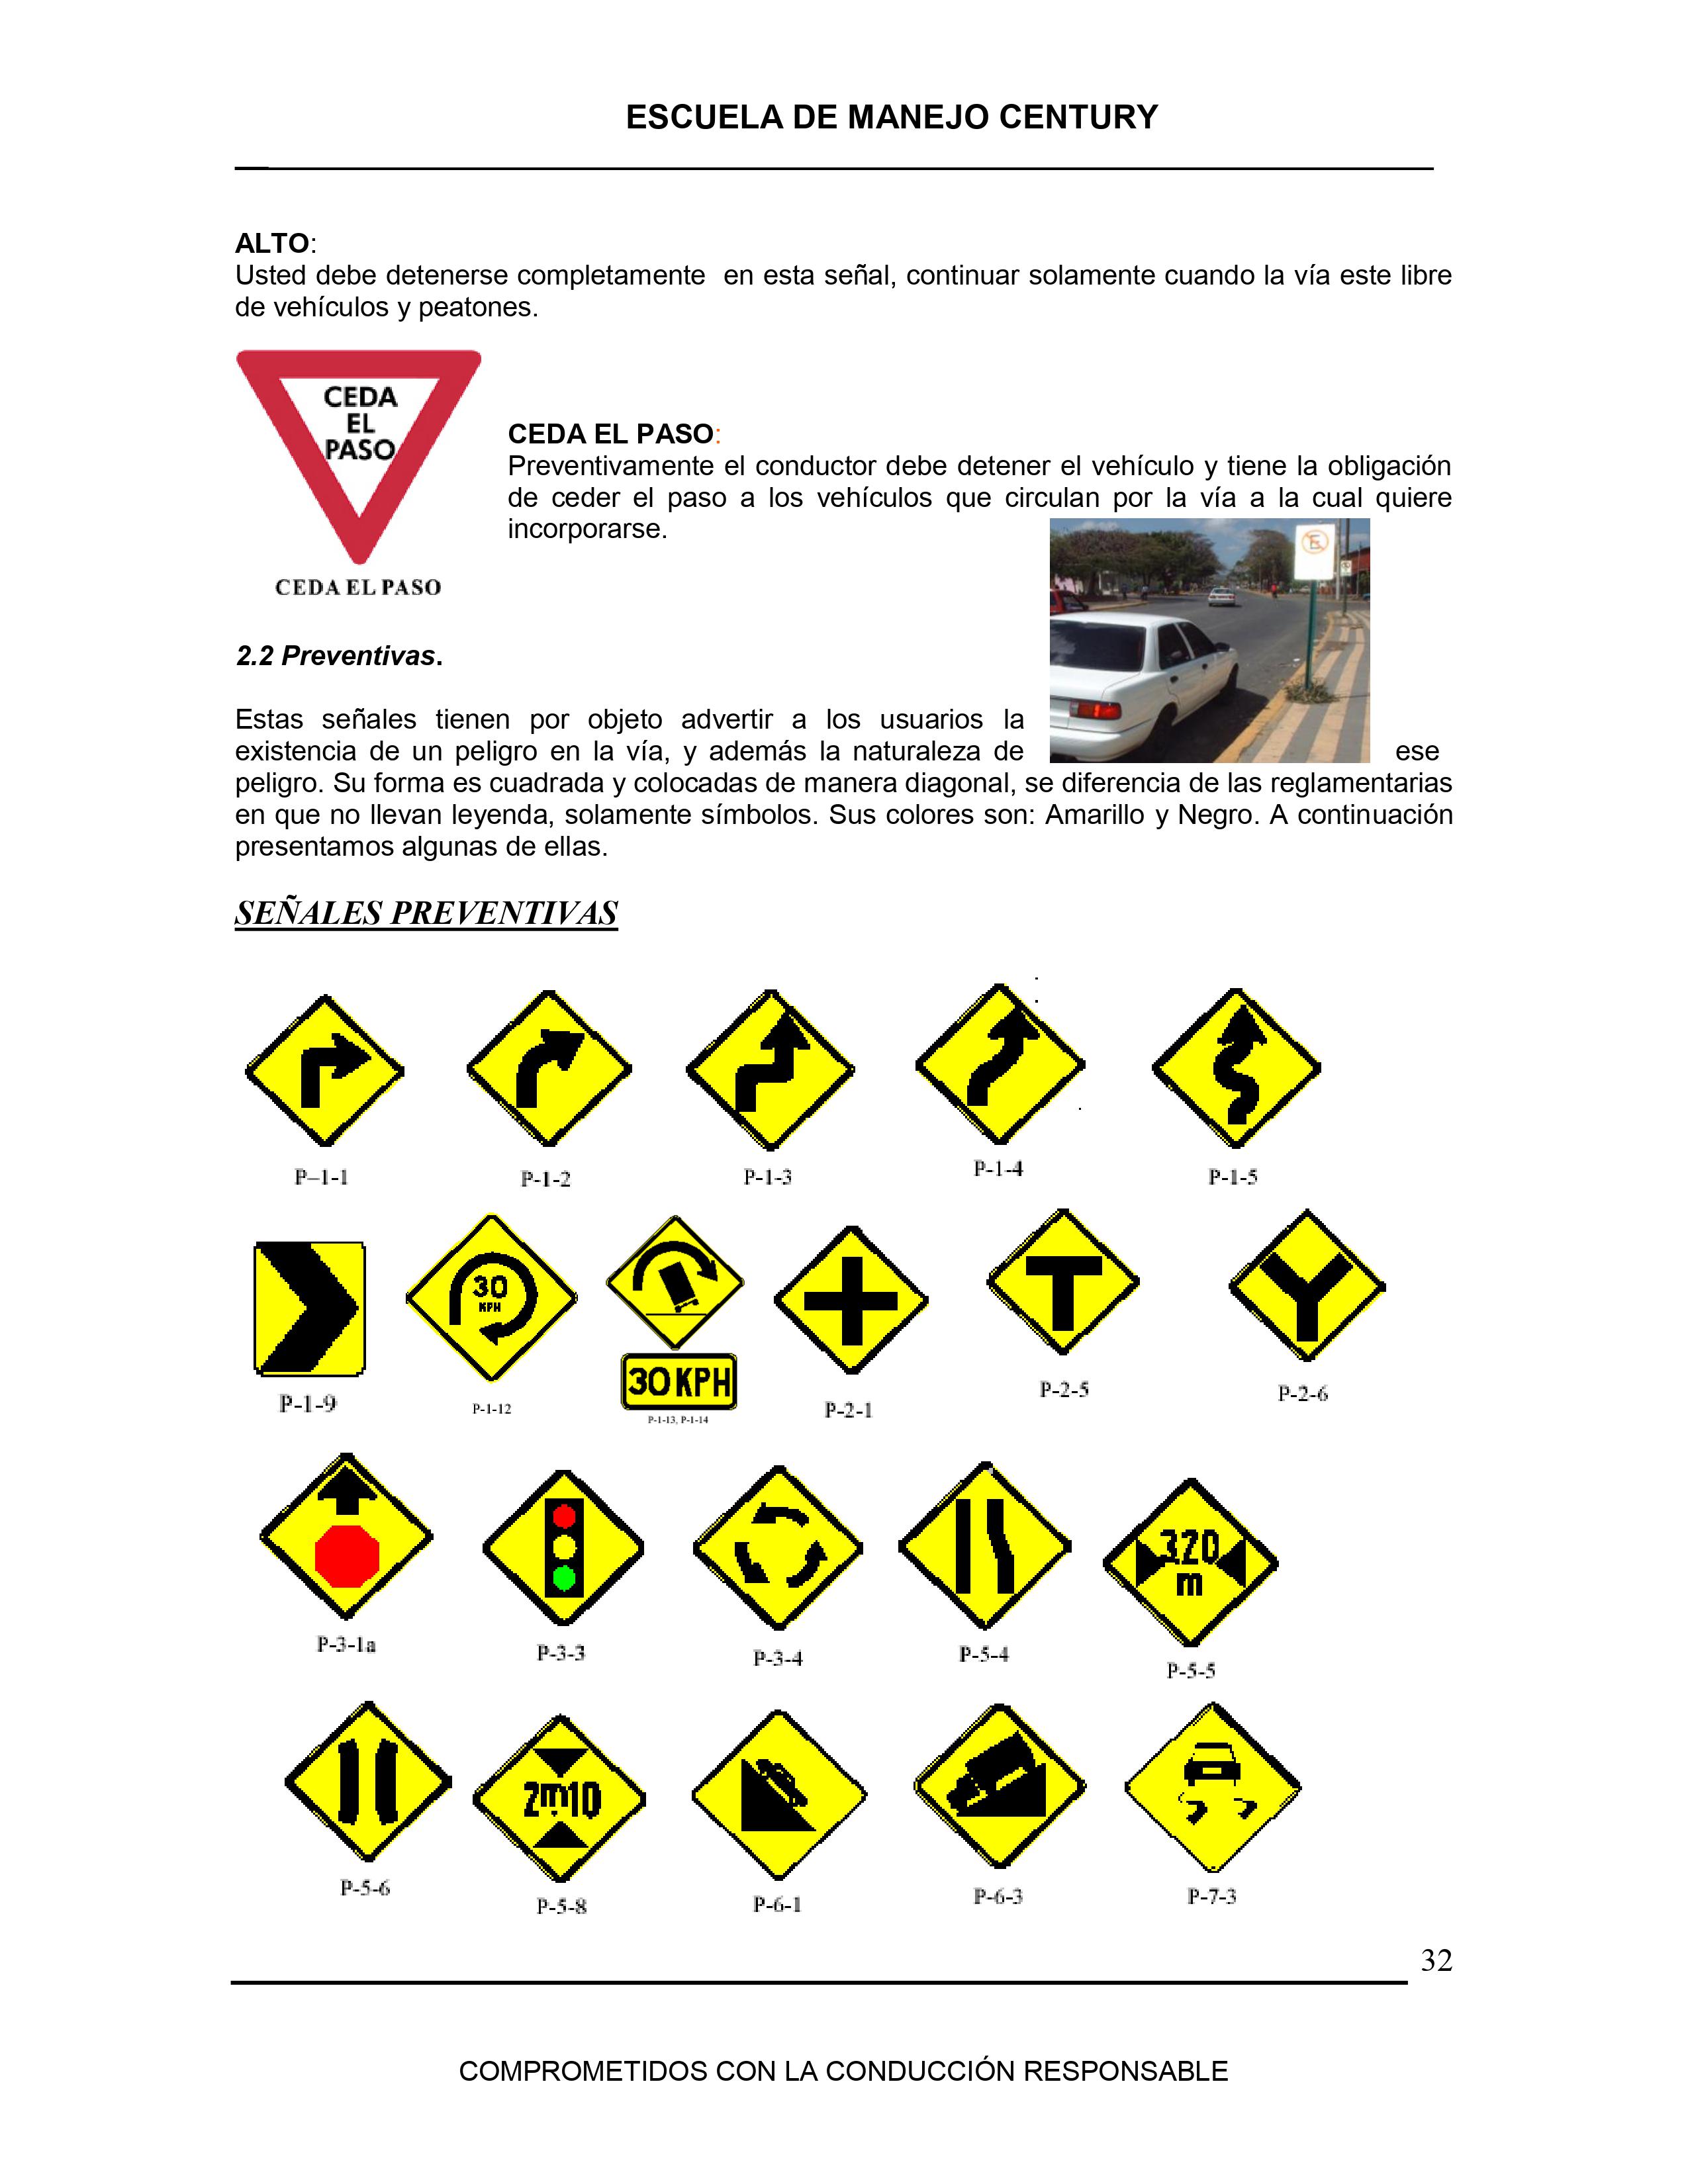 ESCUELA DE MANEJO CENTURY
ALTO:
Usted debe detenerse completamente en esta señal, continuar solamente cuando la vía este libre
de vehículos y peatones.
CEDA
EL
PASO
CEDA EL PASO
CEDA EL PASO:
Preventivamente el conductor debe detener el vehículo y tiene la obligación
de ceder el paso a los vehículos que circulan por la vía a la cual quiere
incorporarse.
E
2.2 Preventivas.
Estas señales tienen por objeto advertir a los usuarios la
existencia de un peligro en la vía, y además la naturaleza de ese
peligro. Su forma es cuadrada y colocadas de manera diagonal, se diferencia de las reglamentarias
en que no llevan leyenda, solamente símbolos. Sus colores son: Amarillo y Negro. A continuación
presentamos algunas de ellas.
SEÑALES PREVENTIVAS
P-1-1 P-1-2 P-1-3 P-1-4 P-1-5
30
KPH
30 KPH
P-1-9 P-1-12 P-1-13, P-1-14 P-2-1 P-2-5 P-2-6
320
m
P-3-1a P-3-3 P-3-4 P-5-4 P-5-5
2m10
P-5-6 P-5-8 P-6-1 P-6-3 P-7-3
32
COMPROMETIDOS CON LA CONDUCCIÓN RESPONSABLE